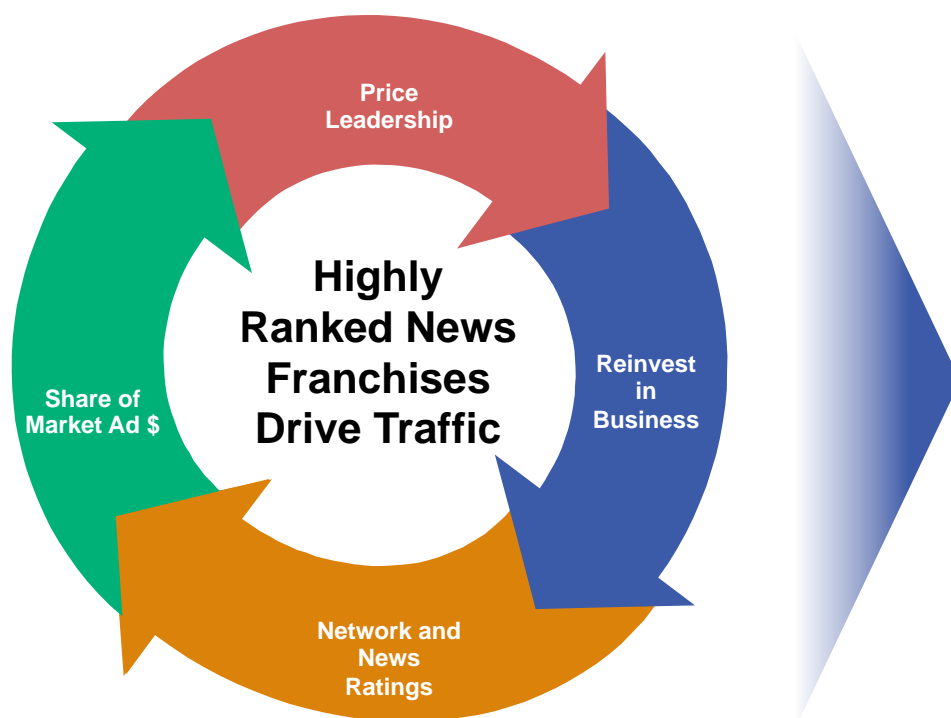 Price
Leadership
Highly
Ranked News
Franchises
Drive Traffic
Reinvest
in
Business
Share of
Market Ad $
Network and
News
Ratings